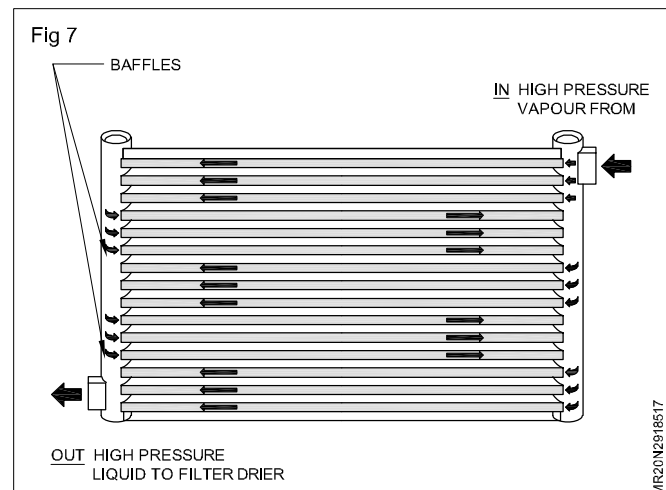 Fig 7
BAFFLES
IN HIGH PRESSURE
VAPOUR FROM
OUT HIGH PRESSURE
LIQUID TO FILTER DRIER
MR20N2918517